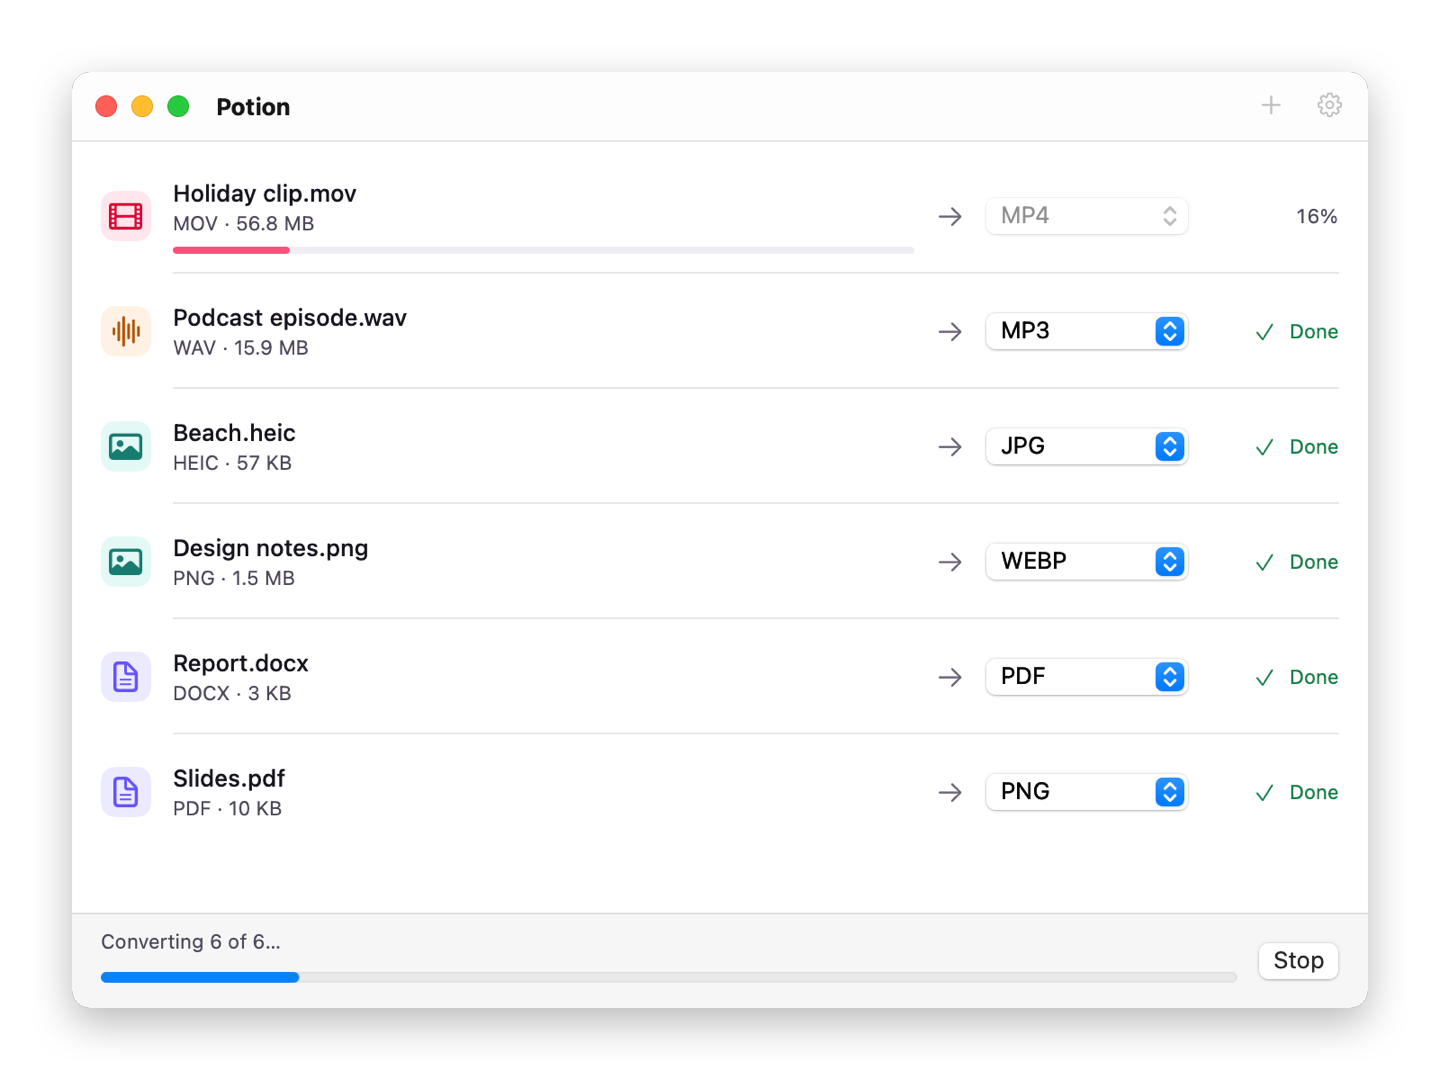 Potion
Holiday clip.mov
MOV · 56.8 MB
MP4
16%
Podcast episode.wav
WAV · 15.9 MB
MP3
Done
Beach.heic
HEIC · 57 KB
JPG
Done
Design notes.png
PNG · 1.5 MB
WEBP
Done
Report.docx
DOCX · 3 KB
PDF
Done
Slides.pdf
PDF · 10 KB
PNG
Done
Converting 6 of 6...
Stop